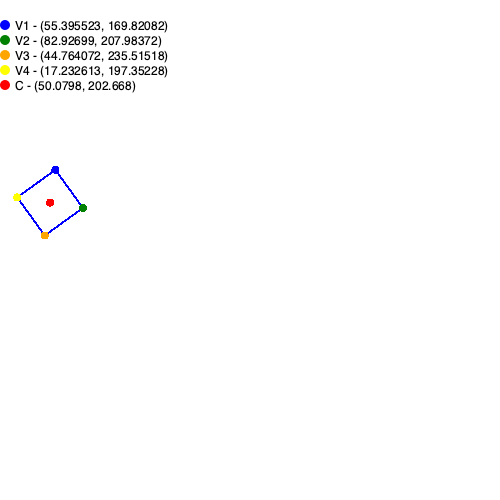 V1 - (55.395523, 169.82082)
V2 - (82.92699, 207.98372)
V3 - (44.764072, 235.51518)
V4 - (17.232613, 197.35228)
C - (50.0798, 202.668)